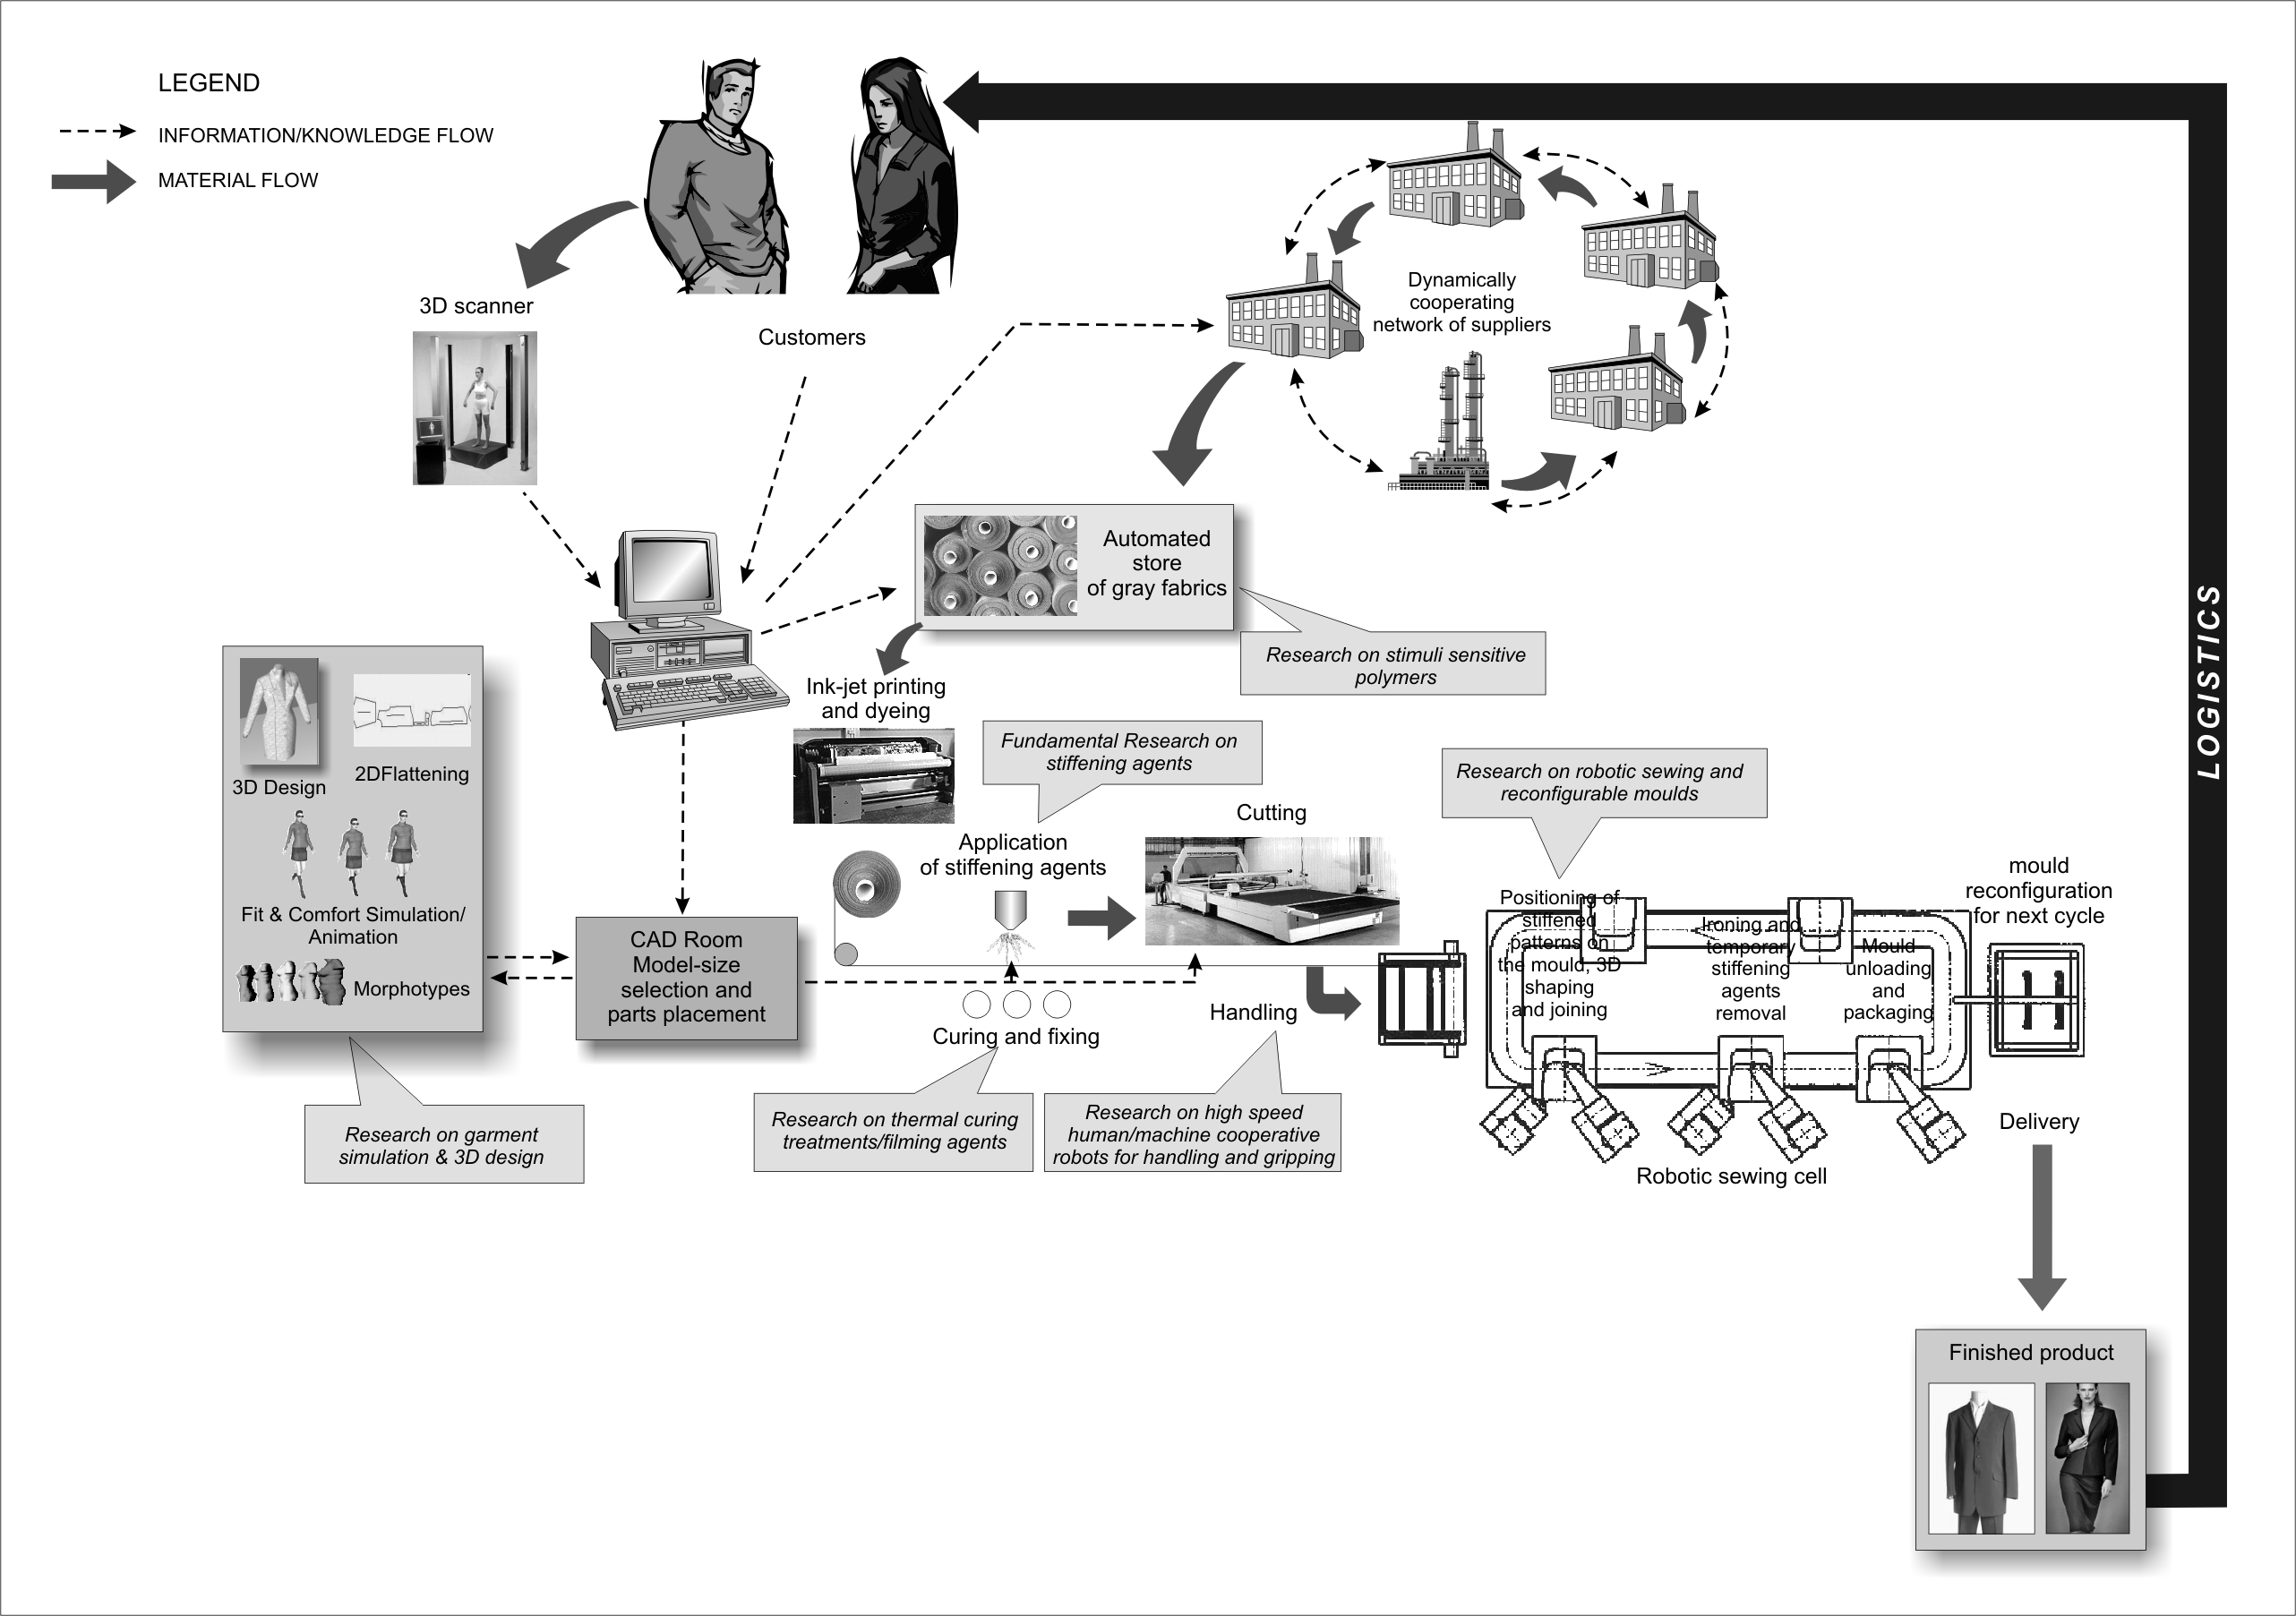 LEGEND
INFORMATION/KNOWLEDGE FLOW
MATERIAL FLOW
3D scanner
Customers
Dynamically
cooperating
network of suppliers
LOGISTICS
Automated
store
of gray fabrics
Research on stimuli sensitive
polymers
Ink-jet printing
and dyeing
Fundamental Research on
stiffening agents
3D Design
2DFlattening
Fit & Comfort Simulation/
Animation
Morphotypes
Research on garment
simulation & 3D design
CAD Room
Model-size
selection and
parts placement
Application
of stiffening agents
Cutting
Curing and fixing
Handling
Research on thermal curing
treatments/filming agents
Research on high speed
human/machine cooperative
robots for handling and gripping
Research on robotic sewing and
reconfigurable moulds
Positioning of
stiffened
patterns on
the mould, 3D
shaping
and joining
Ironing and
temporary
stiffening
agents
removal
Mould
unloading
and
packaging
mould
reconfiguration
for next cycle
Robotic sewing cell
Delivery
Finished product